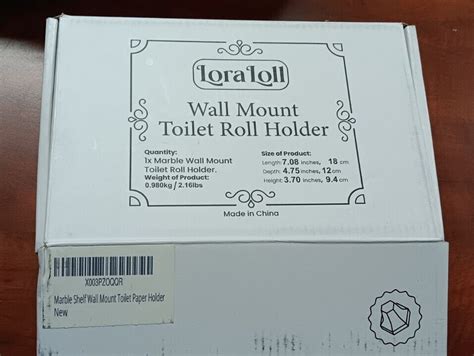 LoraLoll
Wall Mount
Toilet Roll Holder
Quantity:
1x Marble Wall Mount
Toilet Roll Holder.
Weight of Product:
0.980kg / 2.16lbs
Size of Product:
Length: 7.08 inches, 18 cm
Depth: 4.75 inches, 12 cm
Height: 3.70 inches, 9.4 cm
Made in China
X003PZOQQR
Marble Shelf Wall Mount Toilet Paper Holder
New